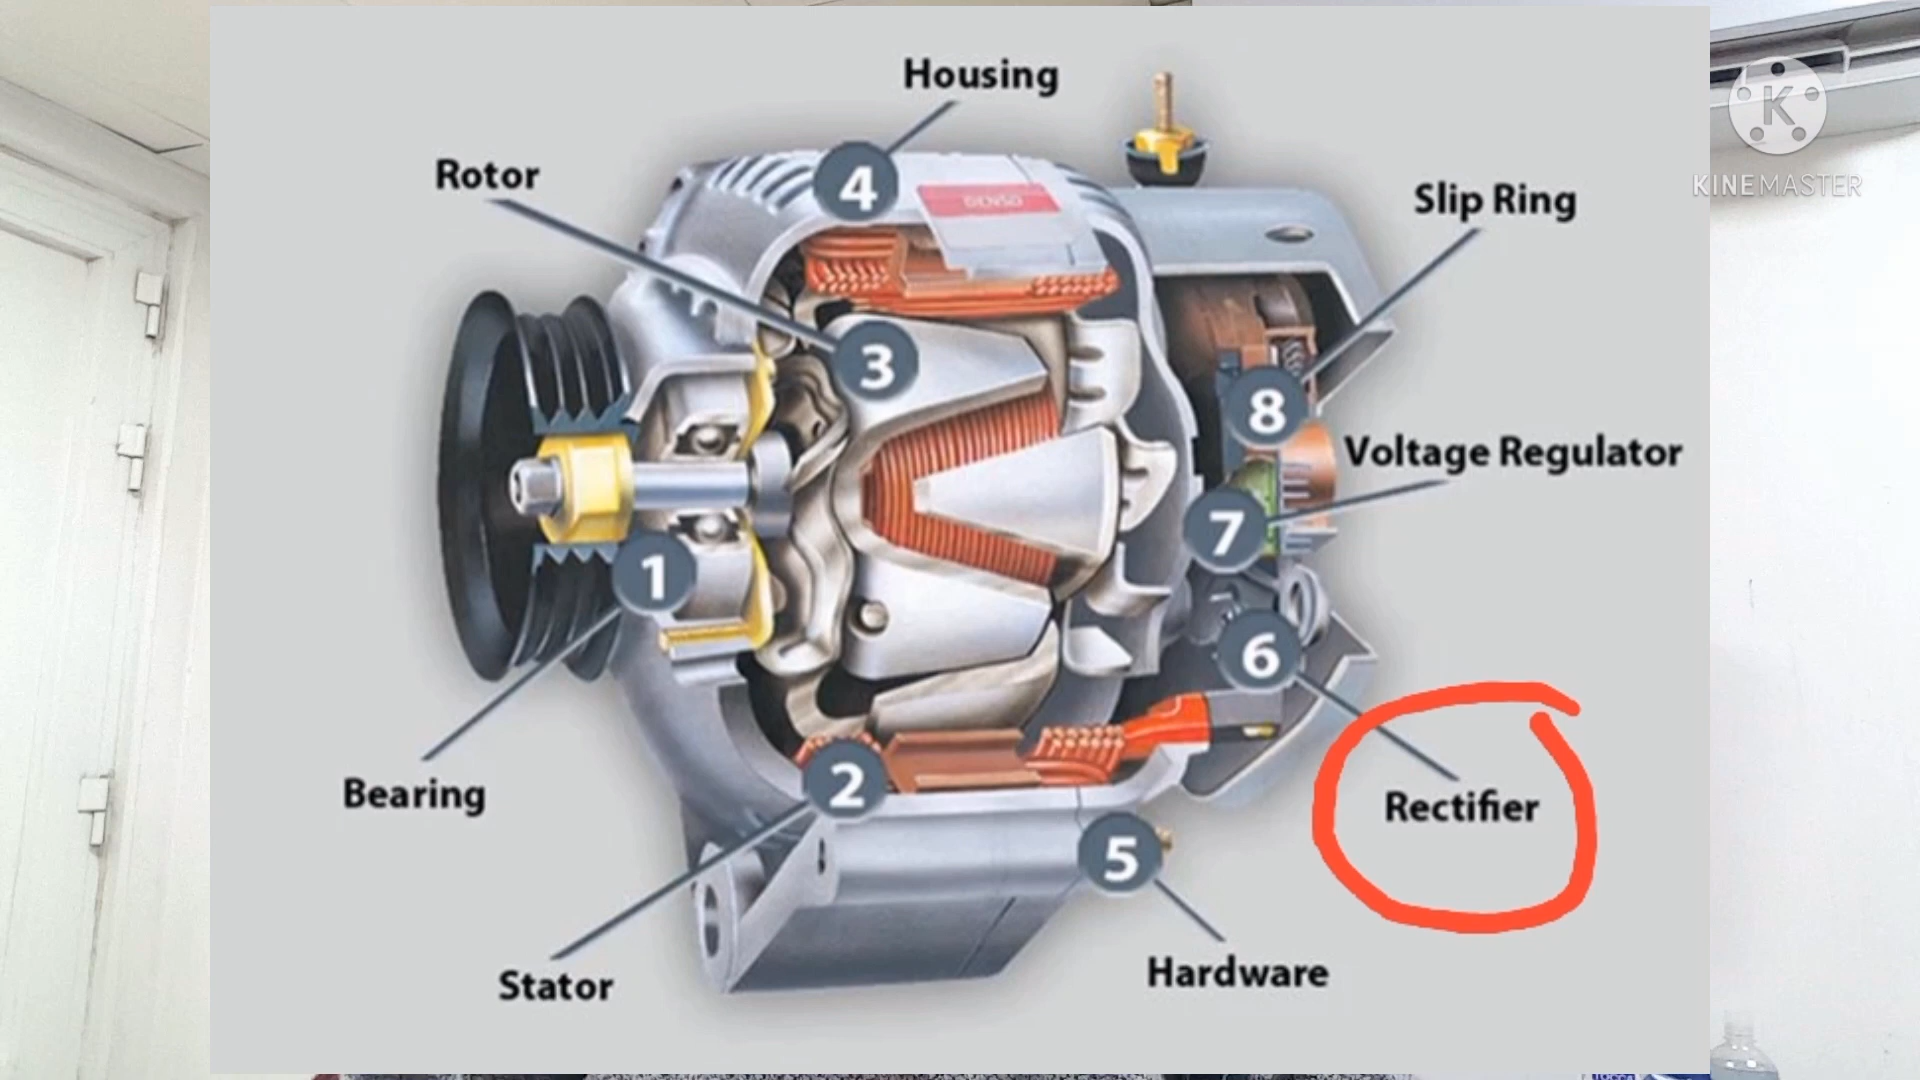 Housing
Rotor
4
DENSO
K
KINEMASTER
Slip Ring
3
8
Voltage Regulator
7
1
6
Bearing
2
Rectifier
5
Stator
Hardware